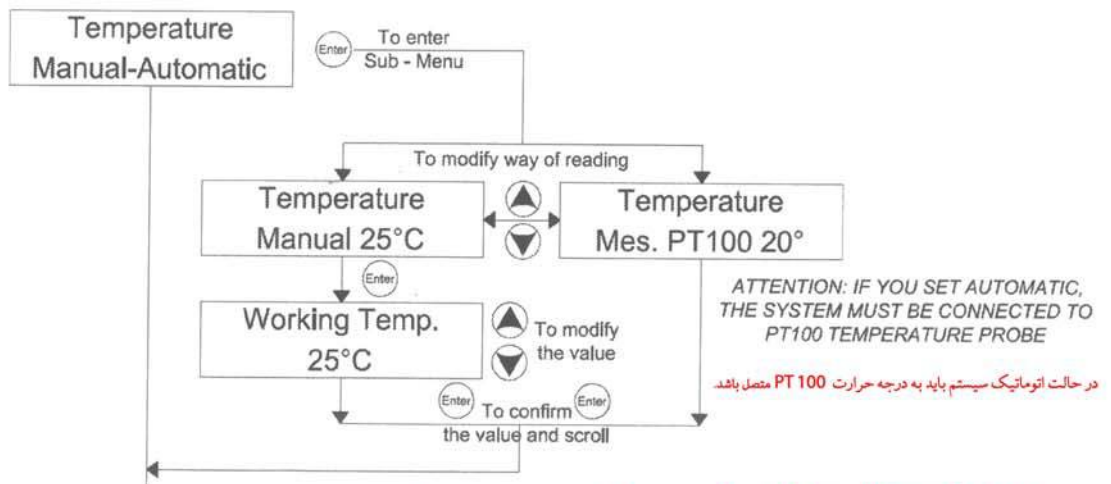 Temperature
Manual-Automatic
Enter
To enter
Sub - Menu
To modify way of reading
Temperature
Manual 25°C
Temperature
Mes. PT100 20°
Enter
Working Temp.
25°C
To modify
the value
ATTENTION: IF YOU SET AUTOMATIC,
THE SYSTEM MUST BE CONNECTED TO
PT100 TEMPERATURE PROBE
در حالت اتوماتیک سیستم باید به درجه حرارت PT 100 متصل باشد.
Enter To confirm Enter
the value and scroll